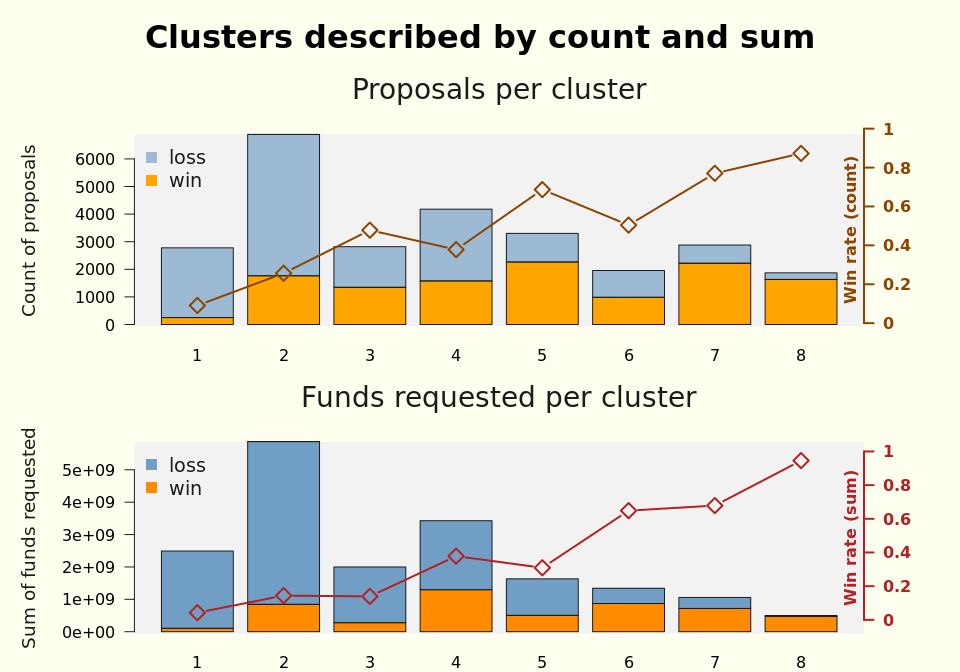 Clusters described by count and sum
Proposals per cluster
Count of proposals
6000
5000
4000
3000
2000
1000
0
loss
win
1
0.8
0.6
0.4
0.2
0
Win rate (count)
1 2 3 4 5 6 7 8
Funds requested per cluster
Sum of funds requested
5e+09
4e+09
3e+09
2e+09
1e+09
0e+00
loss
win
1
0.8
0.6
0.4
0.2
0
Win rate (sum)
1 2 3 4 5 6 7 8